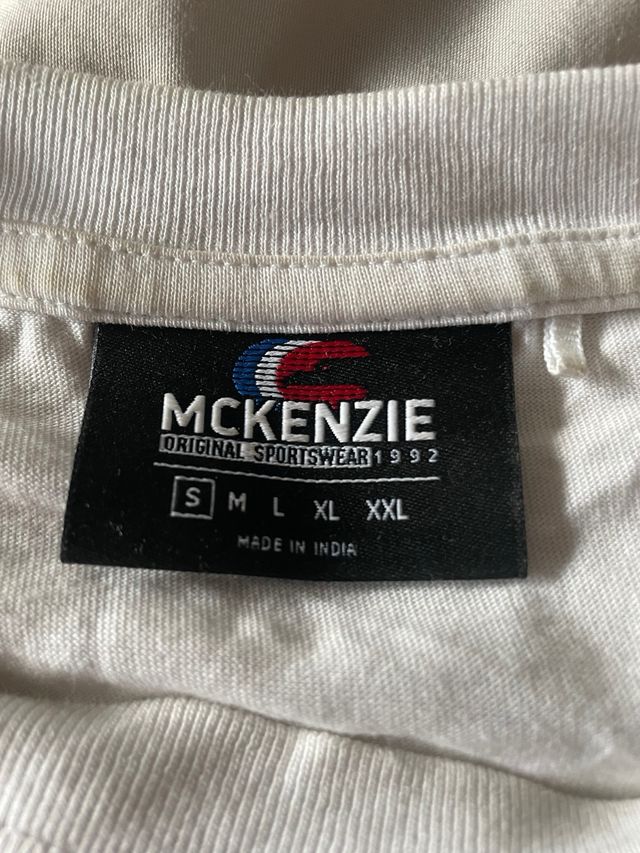 MCKENZIE
ORIGINAL SPORTSWEAR 1992
S M L XL XXL
MADE IN INDIA